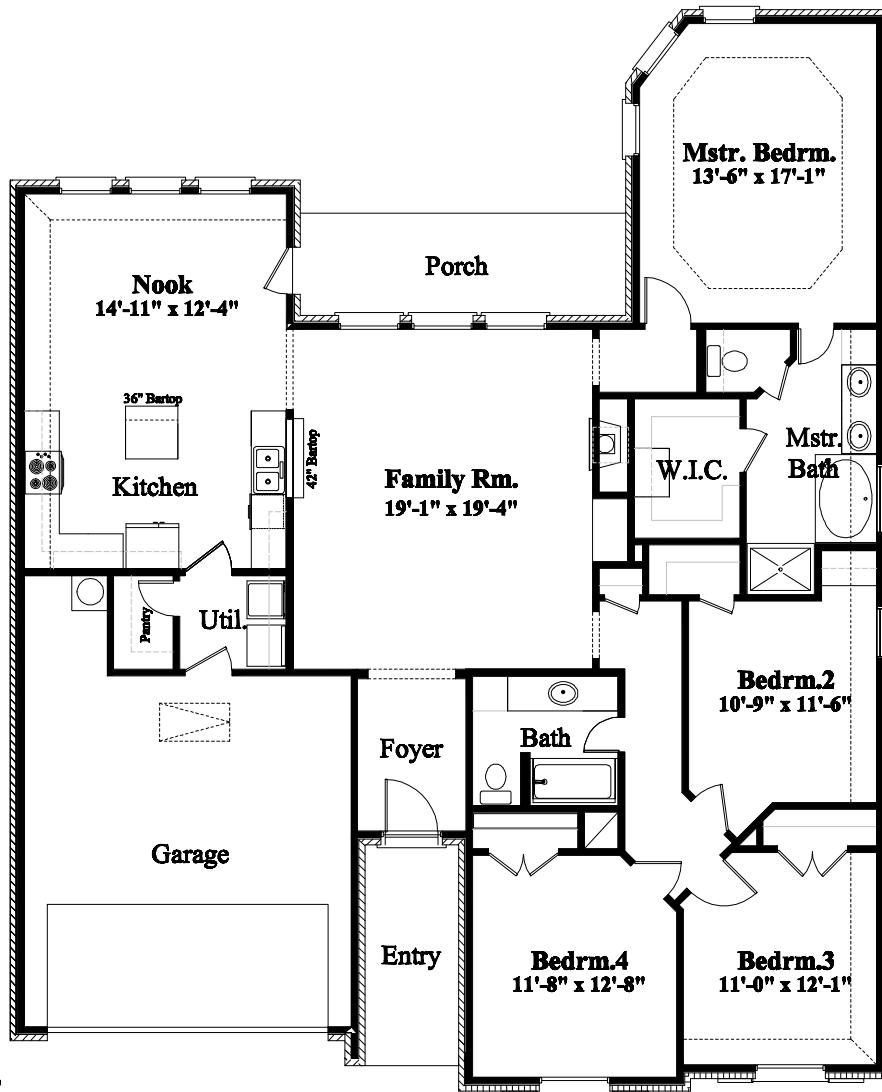 Mstr. Bedrm.
13'-6" x 17'-1"
Porch
Nook
14'-11" x 12'-4"
36" Bartop
42" Bartop
Kitchen
Family Rm.
19'-1" x 19'-4"
W.I.C.
Mstr.
Bath
Pantry
Util.
Bedrm.2
10'-9" x 11'-6"
Foyer
Bath
Garage
Entry
Bedrm.4
11'-8" x 12'-8"
Bedrm.3
11'-0" x 12'-1"